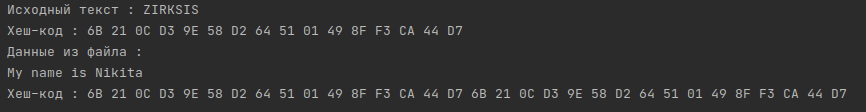 Исходный текст : ZIRKSIS
Хеш-код : 6B 21 0C D3 9E 58 D2 64 51 01 49 8F F3 CA 44 D7
Данные из файла :
My name is Nikita
Хеш-код : 6B 21 0C D3 9E 58 D2 64 51 01 49 8F F3 CA 44 D7 6B 21 0C D3 9E 58 D2 64 51 01 49 8F F3 CA 44 D7